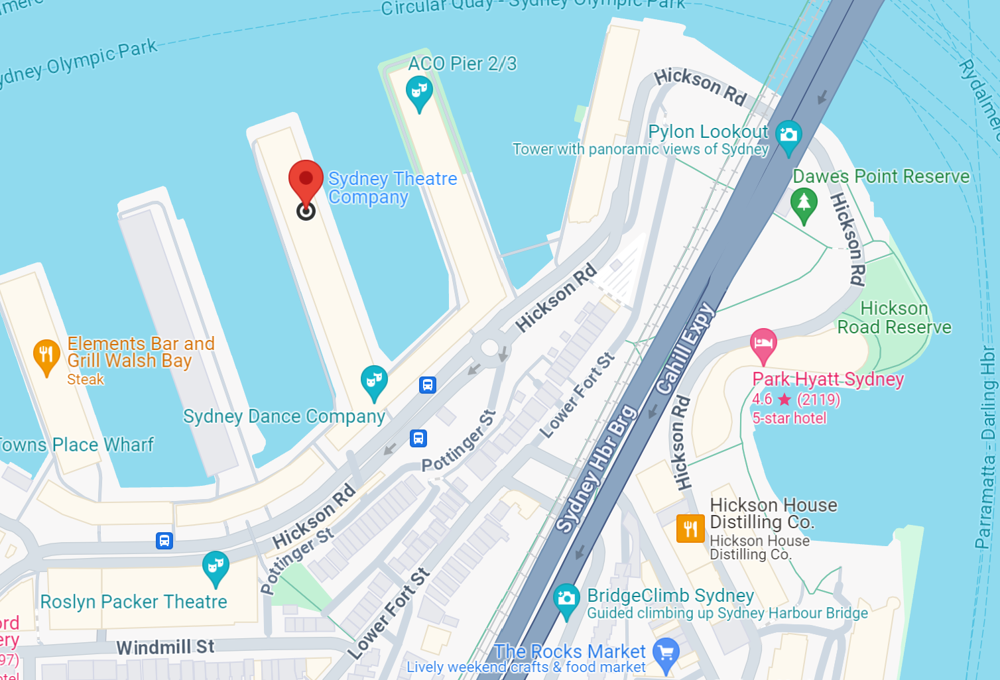 Circular Quay - Sydney Olympic Park
Sydney Olympic Park
ACO Pier 2/3
Hickson Rd
Rydalmere
Pylon Lookout
Tower with panoramic views of Sydney
Dawes Point Reserve
Sydney Theatre
Company
Hickson Rd
Hickson Rd
Hickson
Road Reserve
Elements Bar and
Grill Walsh Bay
Steak
Cahill Expy
Park Hyatt Sydney
4.6 ★ (2119)
5-star hotel
Lower Fort St
Sydney Dance Company
Towns Place Wharf
Pottinger St
Hickson Rd
Sydney Hbr Brg
Parramatta - Darling Hbr
Hickson Rd
Pottinger St
Hickson House
Distilling Co.
Hickson House
Distilling Co.
Roslyn Packer Theatre
Lower Fort St
BridgeClimb Sydney
Guided climbing up Sydney Harbour Bridge
ord
ery
97)
otel
Windmill St
The Rocks Market
Lively weekend crafts & food market